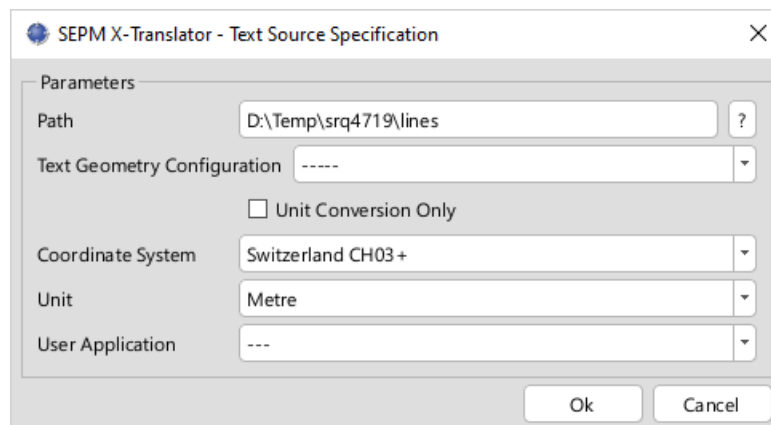 SEPM X-Translator - Text Source Specification
Parameters
Path D:\Temp\srq4719\lines ?
Text Geometry Configuration -----
Unit Conversion Only
Coordinate System Switzerland CH03+
Unit Metre
User Application ---
Ok Cancel